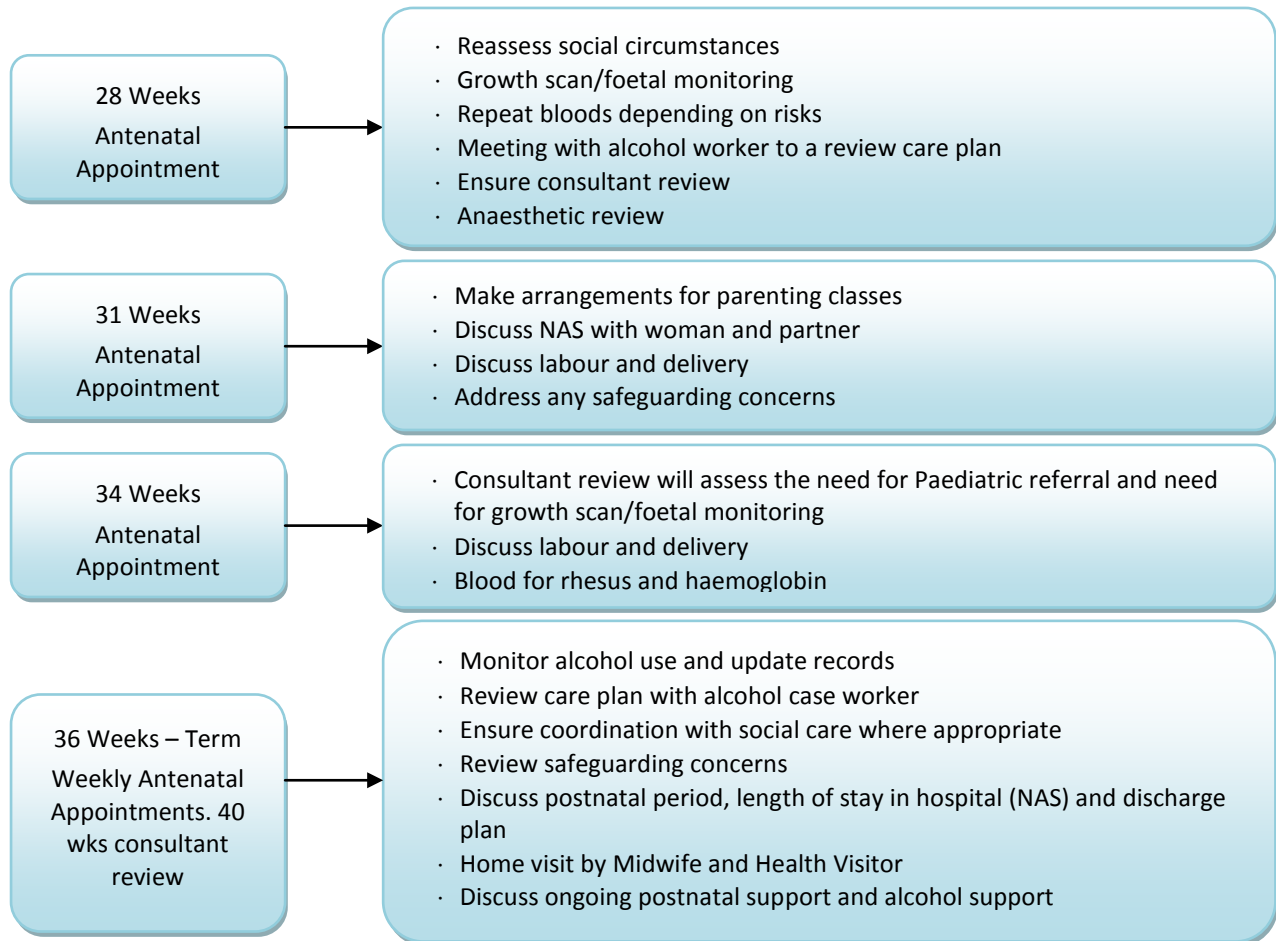 28 Weeks
Antenatal
Appointment
· Reassess social circumstances
· Growth scan/foetal monitoring
· Repeat bloods depending on risks
· Meeting with alcohol worker to a review care plan
· Ensure consultant review
· Anaesthetic review
31 Weeks
Antenatal
Appointment
· Make arrangements for parenting classes
· Discuss NAS with woman and partner
· Discuss labour and delivery
· Address any safeguarding concerns
34 Weeks
Antenatal
Appointment
· Consultant review will assess the need for Paediatric referral and need
for growth scan/foetal monitoring
· Discuss labour and delivery
· Blood for rhesus and haemoglobin
36 Weeks – Term
Weekly Antenatal
Appointments. 40
wks consultant
review
· Monitor alcohol use and update records
· Review care plan with alcohol case worker
· Ensure coordination with social care where appropriate
· Review safeguarding concerns
· Discuss postnatal period, length of stay in hospital (NAS) and discharge
plan
· Home visit by Midwife and Health Visitor
· Discuss ongoing postnatal support and alcohol support